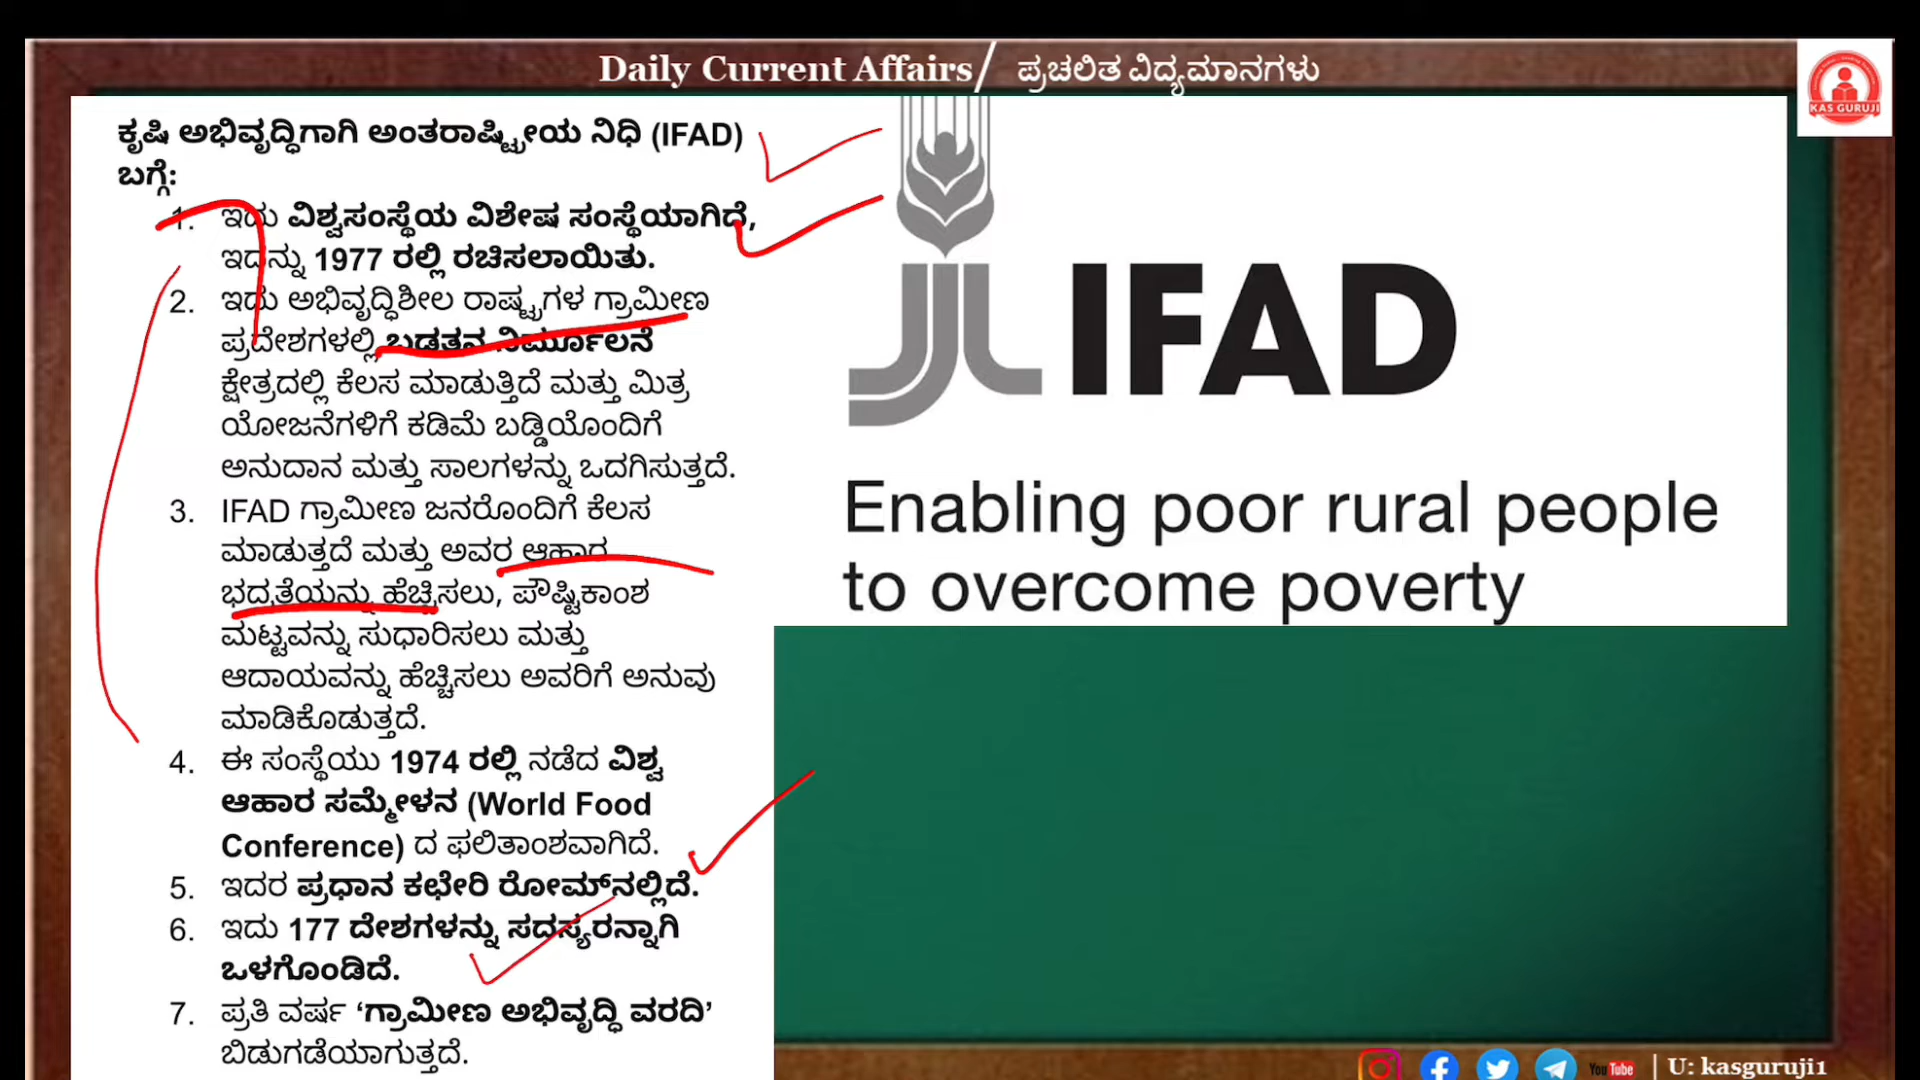 Daily Current Affairs/ ಪ್ರಚಲಿತ ವಿದ್ಯಮಾನಗಳು
KAS GURUJI
ಕೃಷಿ ಅಭಿವೃದ್ಧಿಗಾಗಿ ಅಂತರಾಷ್ಟ್ರೀಯ ನಿಧಿ (IFAD)
ಬಗ್ಗೆ:
1. ಇದು ವಿಶ್ವಸಂಸ್ಥೆಯ ವಿಶೇಷ ಸಂಸ್ಥೆಯಾಗಿದೆ,
ಇದನ್ನು 1977 ರಲ್ಲಿ ರಚಿಸಲಾಯಿತು.
2. ಇದು ಅಭಿವೃದ್ಧಿಶೀಲ ರಾಷ್ಟ್ರಗಳ ಗ್ರಾಮೀಣ
ಪ್ರದೇಶಗಳಲ್ಲಿ ಬಡತನ ನಿರ್ಮೂಲನೆ
ಕ್ಷೇತ್ರದಲ್ಲಿ ಕೆಲಸ ಮಾಡುತ್ತಿದೆ ಮತ್ತು ಮಿತ್ರ
ಯೋಜನೆಗಳಿಗೆ ಕಡಿಮೆ ಬಡ್ಡಿಯೊಂದಿಗೆ
ಅನುದಾನ ಮತ್ತು ಸಾಲಗಳನ್ನು ಒದಗಿಸುತ್ತದೆ.
3. IFAD ಗ್ರಾಮೀಣ ಜನರೊಂದಿಗೆ ಕೆಲಸ
ಮಾಡುತ್ತದೆ ಮತ್ತು ಅವರ ಆಹಾರ
ಭದ್ರತೆಯನ್ನು ಹೆಚ್ಚಿಸಲು, ಪೌಷ್ಟಿಕಾಂಶ
ಮಟ್ಟವನ್ನು ಸುಧಾರಿಸಲು ಮತ್ತು
ಆದಾಯವನ್ನು ಹೆಚ್ಚಿಸಲು ಅವರಿಗೆ ಅನುವು
ಮಾಡಿಕೊಡುತ್ತದೆ.
4. ಈ ಸಂಸ್ಥೆಯು 1974 ರಲ್ಲಿ ನಡೆದ ವಿಶ್ವ
ಆಹಾರ ಸಮ್ಮೇಳನ (World Food
Conference) ದ ಫಲಿತಾಂಶವಾಗಿದೆ.
5. ಇದರ ಪ್ರಧಾನ ಕಛೇರಿ ರೋಮ್‌ನಲ್ಲಿದೆ.
6. ಇದು 177 ದೇಶಗಳನ್ನು ಸದಸ್ಯರನ್ನಾಗಿ
ಒಳಗೊಂಡಿದೆ.
7. ಪ್ರತಿ ವರ್ಷ ‘ಗ್ರಾಮೀಣ ಅಭಿವೃದ್ಧಿ ವರದಿ’
ಬಿಡುಗಡೆಯಾಗುತ್ತದೆ.
IFAD
Enabling poor rural people
to overcome poverty
You Tube | U: kasguruji1